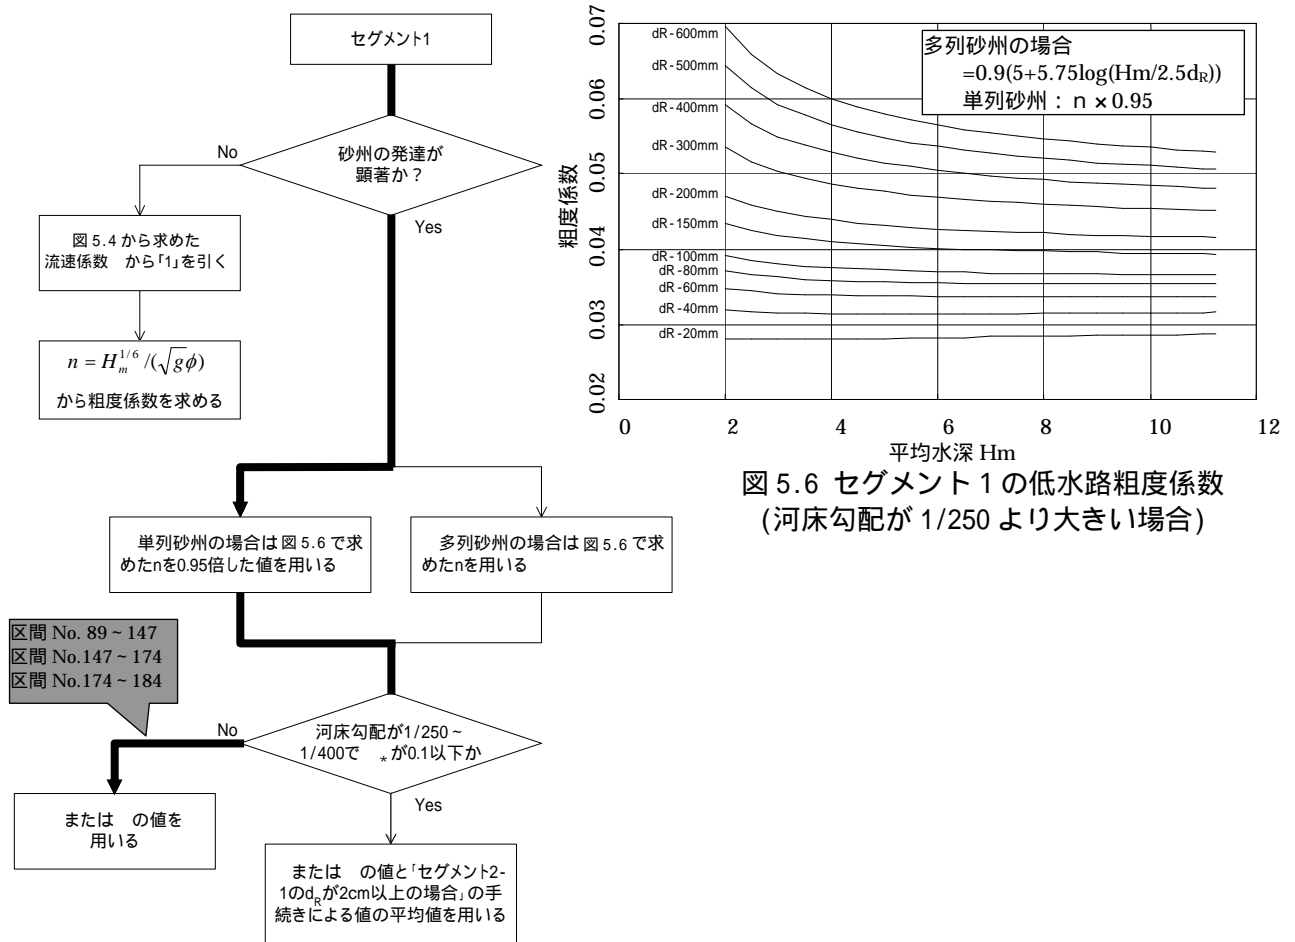 セグメント1
砂州の発達が
顕著か?
No
Yes
図 5.4 から求めた
流速係数　から「1」を引く
n = H_m^{1/6}/(√gφ)
から粗度係数を求める
単列砂州の場合は図 5.6 で求
めたnを0.95倍した値を用いる
多列砂州の場合は図 5.6 で求
めたnを用いる
区間 No. 89 ~ 147
区間 No.147 ~ 174
区間 No.174 ~ 184
河床勾配が1/250 ~
1/400で　*が0.1以下か
No
Yes
または　の値を
用いる
または　の値と「セグメント2-
1のdRが2cm以上の場合」の手
続きによる値の平均値を用いる
粗度係数
0.07
0.06
0.05
0.04
0.03
0.02
dR-600mm
dR-500mm
dR-400mm
dR-300mm
dR-200mm
dR-150mm
dR-100mm
dR-80mm
dR-60mm
dR-40mm
dR-20mm
多列砂州の場合
=0.9(5+5.75log(Hm/2.5dR))
単列砂州：n × 0.95
0 2 4 6 8 10 12
平均水深 Hm
図 5.6 セグメント 1 の低水路粗度係数
(河床勾配が 1/250 より大きい場合)